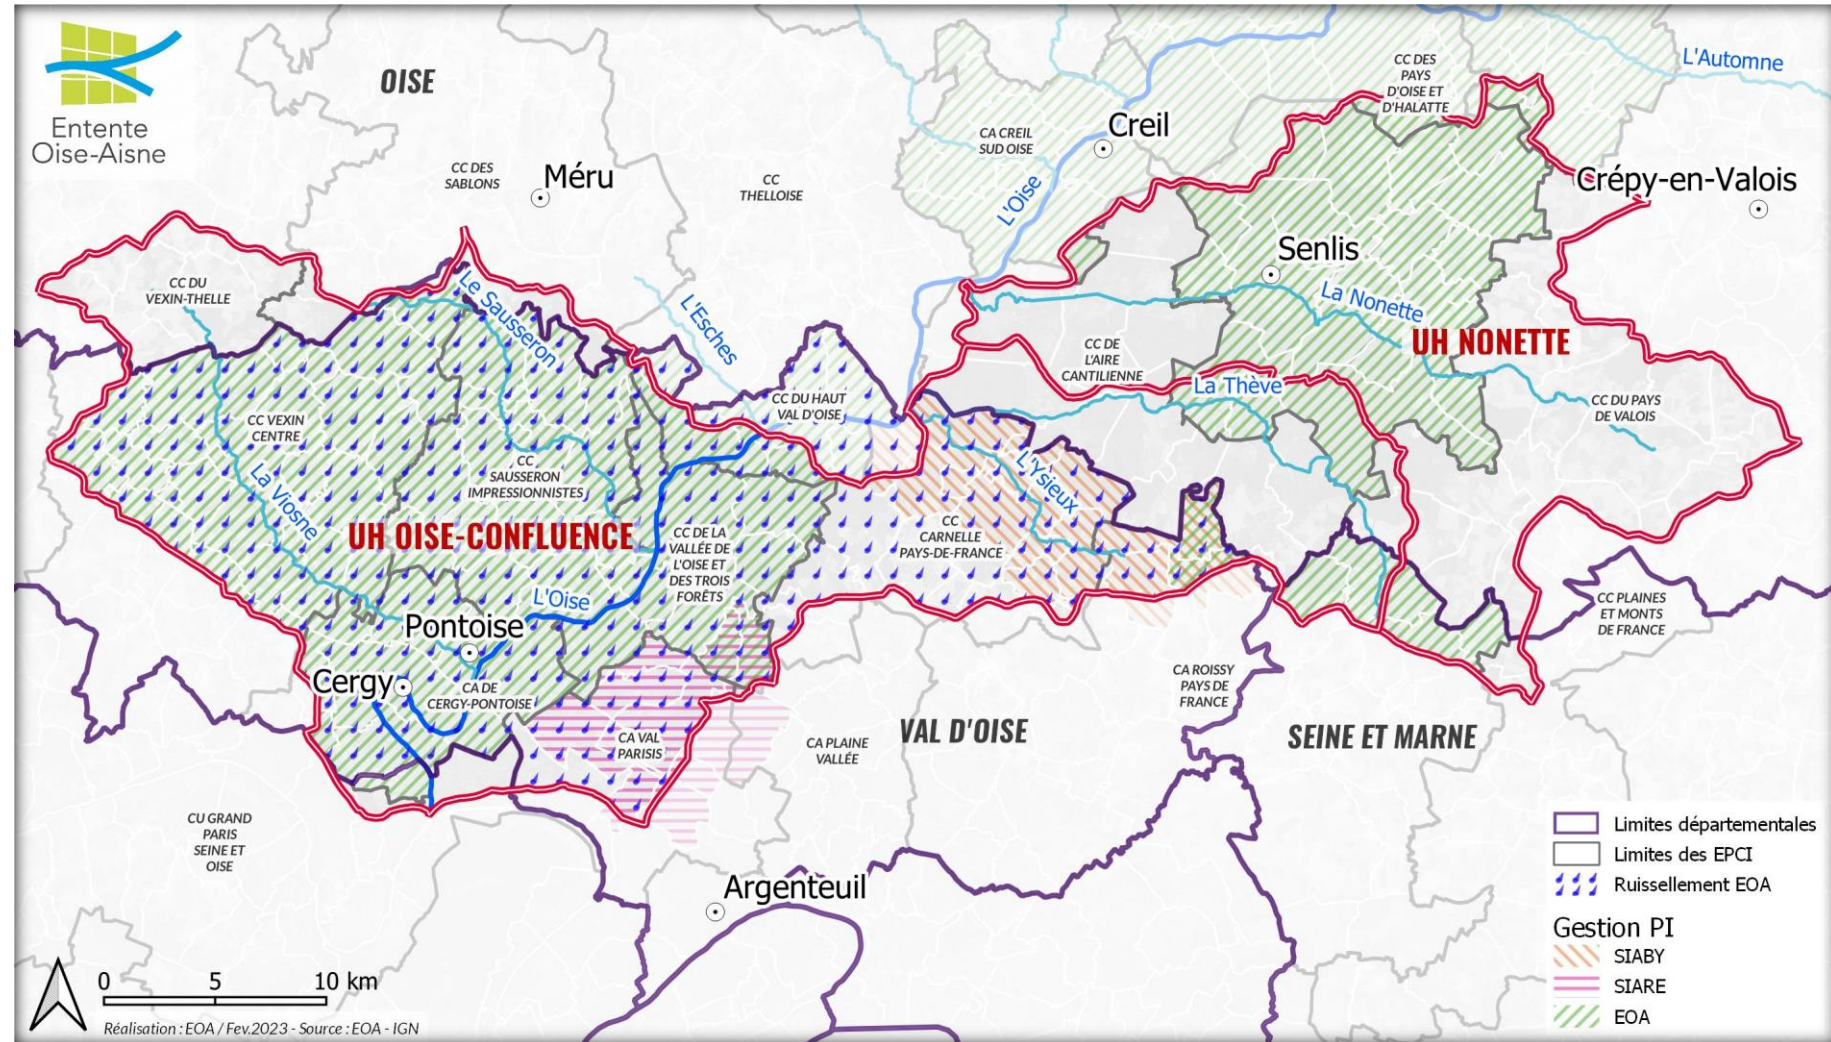 Entente
Oise-Aisne
OISE
CC DES
SABLONS
Méru
CC
THELLOISE
CA CREIL
SUD OISE
Creil
L'Oise
CC DES
PAYS
D'OISE ET
D'HALATTE
L'Automne
Crépy-en-Valois
Senlis
La Nonette
UH NONETTE
CC DU
VEXIN-THELLE
Le Sausseron
L'Esches
CC DE
L'AIRE
CANTILIENNE
La Thève
CC DU PAYS
DE VALOIS
CC DU HAUT
VAL D'OISE
CC VEXIN
CENTRE
CC
SAUSSERON
IMPRESSIONNISTES
La Viosne
UH OISE-CONFLUENCE
L'Ysieux
CC
CARNELLE
PAYS-DE-FRANCE
CC DE LA
VALLÉE DE
L'OISE ET
DES TROIS
FORÊTS
L'Oise
Pontoise
Cergy
CA DE
CERGY-PONTOISE
CA VAL
PARISIS
CA PLAINE
VALLÉE
VAL D'OISE
CA ROISSY
PAYS DE
FRANCE
CC PLAINES
ET MONTS
DE FRANCE
SEINE ET MARNE
CU GRAND
PARIS
SEINE ET
OISE
Argenteuil
Limites départementales
Limites des EPCI
Ruissellement EOA
Gestion PI
SIABY
SIARE
EOA
0 5 10 km
Réalisation : EOA / Fev.2023 - Source : EOA - IGN